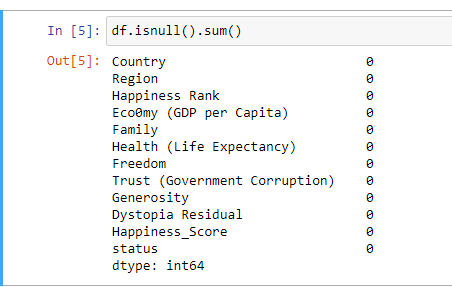 In [5]: df.isnull().sum()
Out[5]: Country 0
Region 0
Happiness Rank 0
Eco0my (GDP per Capita) 0
Family 0
Health (Life Expectancy) 0
Freedom 0
Trust (Government Corruption) 0
Generosity 0
Dystopia Residual 0
Happiness_Score 0
status 0
dtype: int64